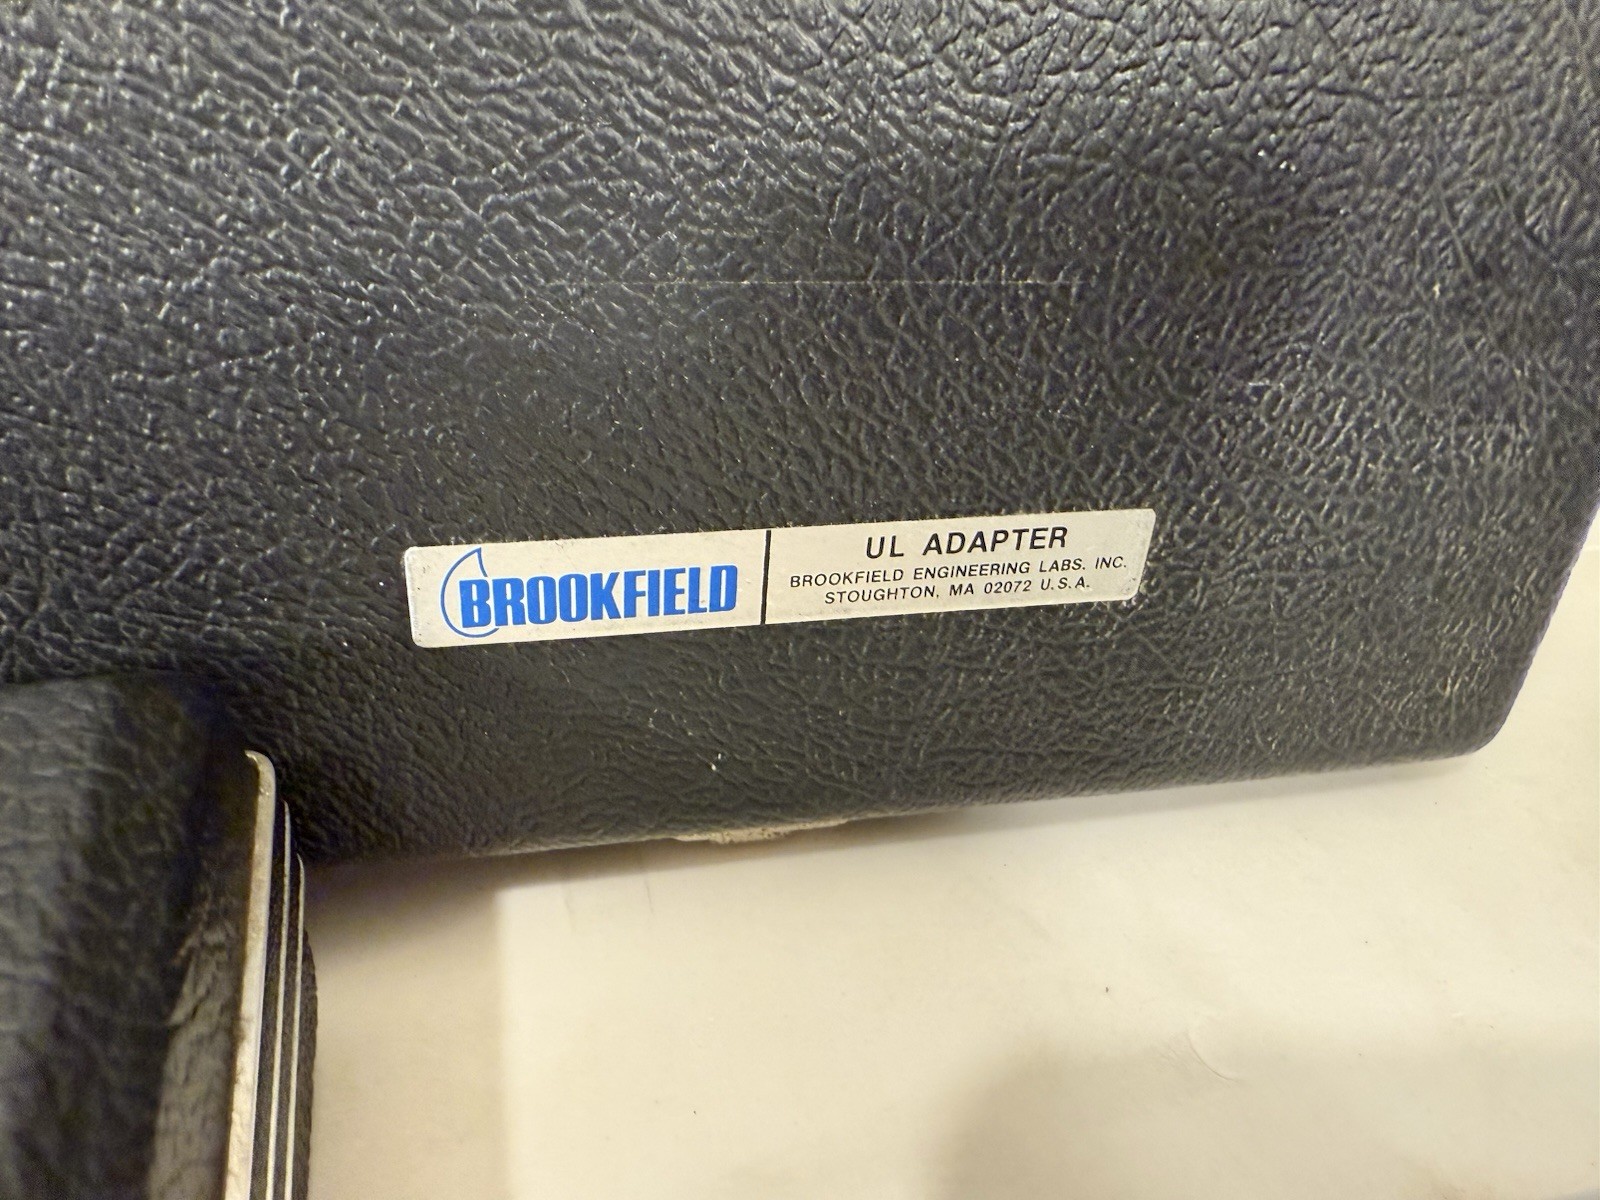 BROOKFIELD
UL ADAPTER
BROOKFIELD ENGINEERING LABS. INC.
STOUGHTON, MA 02072 U.S.A.